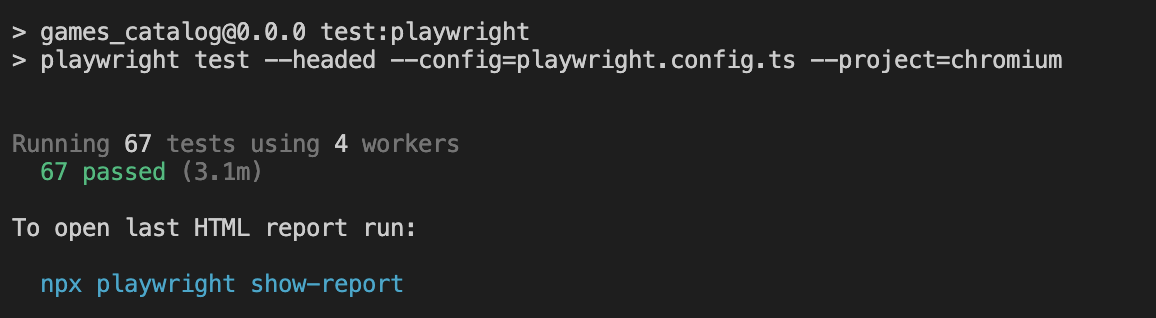 > games_catalog@0.0.0 test:playwright
> playwright test --headed --config=playwright.config.ts --project=chromium
Running 67 tests using 4 workers
67 passed (3.1m)
To open last HTML report run:
npx playwright show-report